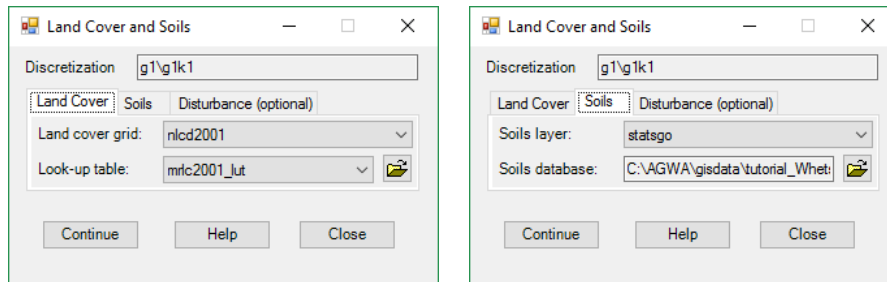 Land Cover and Soils
Discretization g1\g1k1
Land Cover Soils Disturbance (optional)
Land cover grid: nlcd2001
Look-up table: mrlc2001_lut
Continue Help Close
Land Cover and Soils
Discretization g1\g1k1
Land Cover Soils Disturbance (optional)
Soils layer: statsgo
Soils database: C:\AGWA\gisdata\tutorial_Whets
Continue Help Close